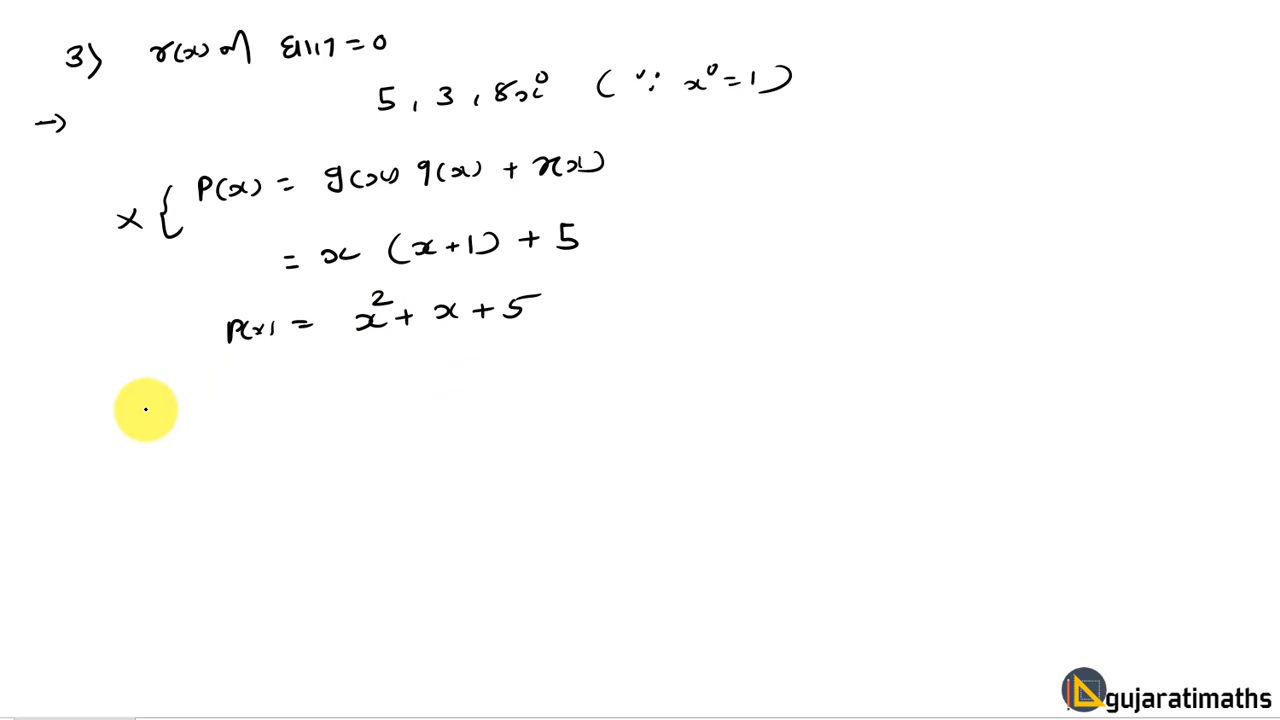 3) r(x) ની ઘાત = 0
5, 3, 8x⁰ (∵ x⁰ = 1)
→
× { P(x) = g(x) q(x) + r(x)
= x (x+1) + 5
P(x) = x² + x + 5
gujaratimaths